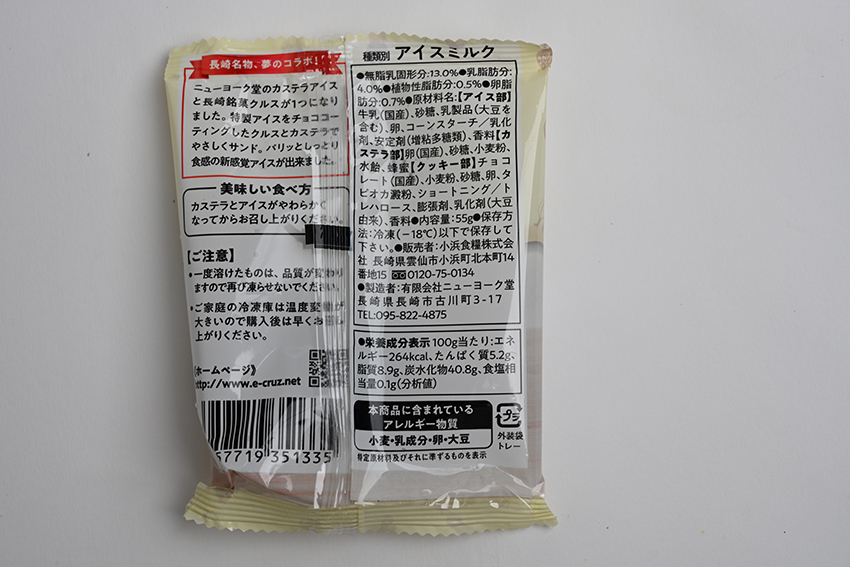 長崎名物、夢のコラボ!
ニューヨーク堂のカステラアイス
と長崎銘菓クルスが1つになり
ました。特製アイスをチョココー
ティングしたクルスとカステラで
やさしくサンド。パリッとしっとり
食感の新感覚アイスが出来ました。
美味しい食べ方
カステラとアイスがやわらかく
なってからお召し上がりください。
【ご注意】
•一度溶けたものは、品質が変わり
ますので再び凍らせないでください。
•ご家庭の冷凍庫は温度変化が
大きいので購入後は早くお召し
上がりください。
《ホームページ》
http://www.e-cruz.net
57719 351335
種類別 アイスミルク
●無脂乳固形分:13.0%●乳脂肪分:
4.0%●植物性脂肪分:0.5%●卵脂
肪分:0.7%●原材料名:【アイス部】
牛乳(国産)、砂糖、乳製品(大豆を
含む)、卵、コーンスターチ/乳化
剤、安定剤(増粘多糖類)、香料【カ
ステラ部】卵(国産)、砂糖、小麦粉、
水飴、蜂蜜【クッキー部】チョコ
レート(国産)、小麦粉、砂糖、卵、タ
ピオカ澱粉、ショートニング/ト
レハロース、膨張剤、乳化剤(大豆
由来)、香料●内容量:55g●保存方
法:冷凍(−18℃)以下で保存して
下さい。●販売者:小浜食糧株式会
社 長崎県雲仙市小浜町北本町14
番地15 0120-75-0134
●製造者:有限会社ニューヨーク堂
長崎県長崎市古川町3-17
TEL:095-822-4875
●栄養成分表示 100g当たり:エネ
ルギー264kcal、たんぱく質5.2g、
脂質8.9g、炭水化物40.8g、食塩相
当量0.1g(分析値)
本商品に含まれている
アレルギー物質
小麦・乳成分・卵・大豆
特定原材料及びそれに準ずるものを表示
プラ
外装袋
トレー